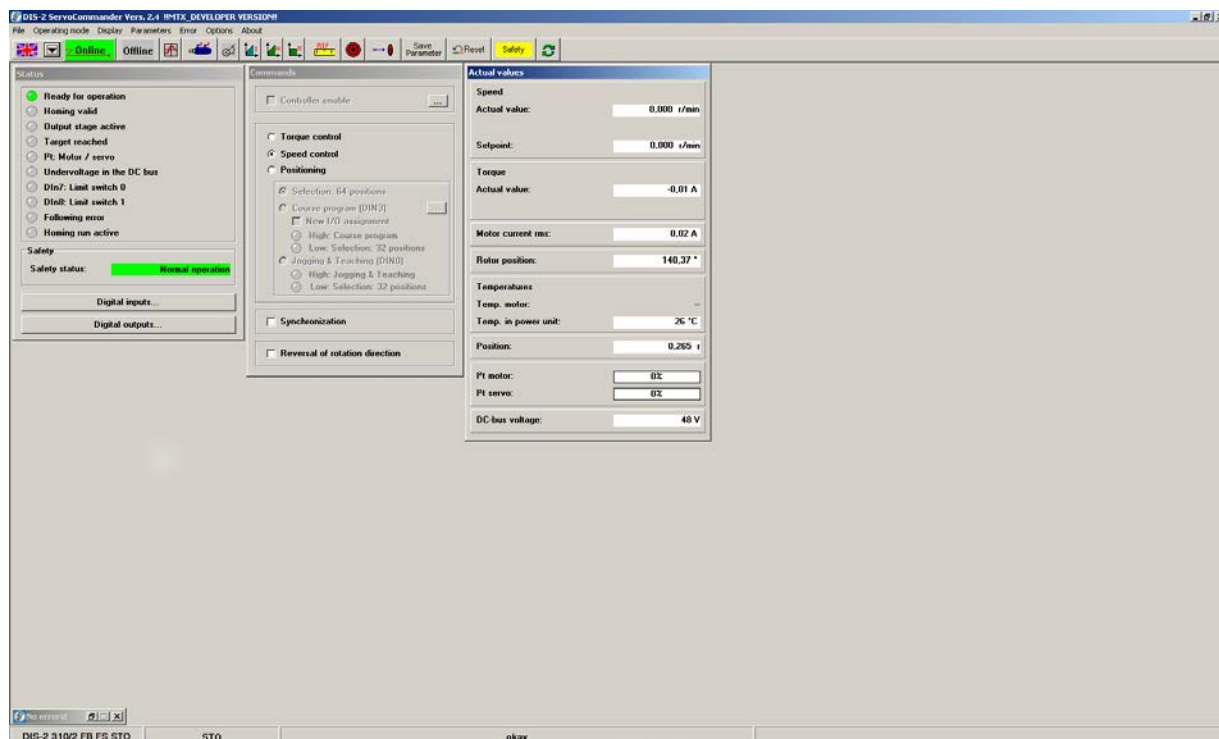 DIS-2 ServoCommander Vers. 2.4 !!MTX_DEVELOPER VERSION!!
File Operating mode Display Parameters Error Options About
Online Offline REF Save Parameter Reset Safety
Status
Ready for operation
Homing valid
Output stage active
Target reached
I²t: Motor / servo
Undervoltage in the DC bus
DIn7: Limit switch 0
DIn8: Limit switch 1
Following error
Homing run active
Safety
Safety status: Normal operation
Digital inputs...
Digital outputs...
Commands
Controller enable ...
Torque control
Speed control
Positioning
Selection: 64 positions
Course program (DIN3) ...
New I/O assignment
High: Course program
Low: Selection: 32 positions
Jogging & Teaching (DIN0)
High: Jogging & Teaching
Low: Selection: 32 positions
Synchronization
Reversal of rotation direction
Actual values
Speed
Actual value: 0,000 r/min
Setpoint: 0,000 r/min
Torque
Actual value: -0,01 A
Motor current rms: 0,02 A
Rotor position: 140,37 °
Temperatures
Temp. motor: --
Temp. in power unit: 26 °C
Position: 0,265 r
I²t motor: 0%
I²t servo: 0%
DC-bus voltage: 48 V
No errors!
DIS-2 310/2 FB FS STO STO okay